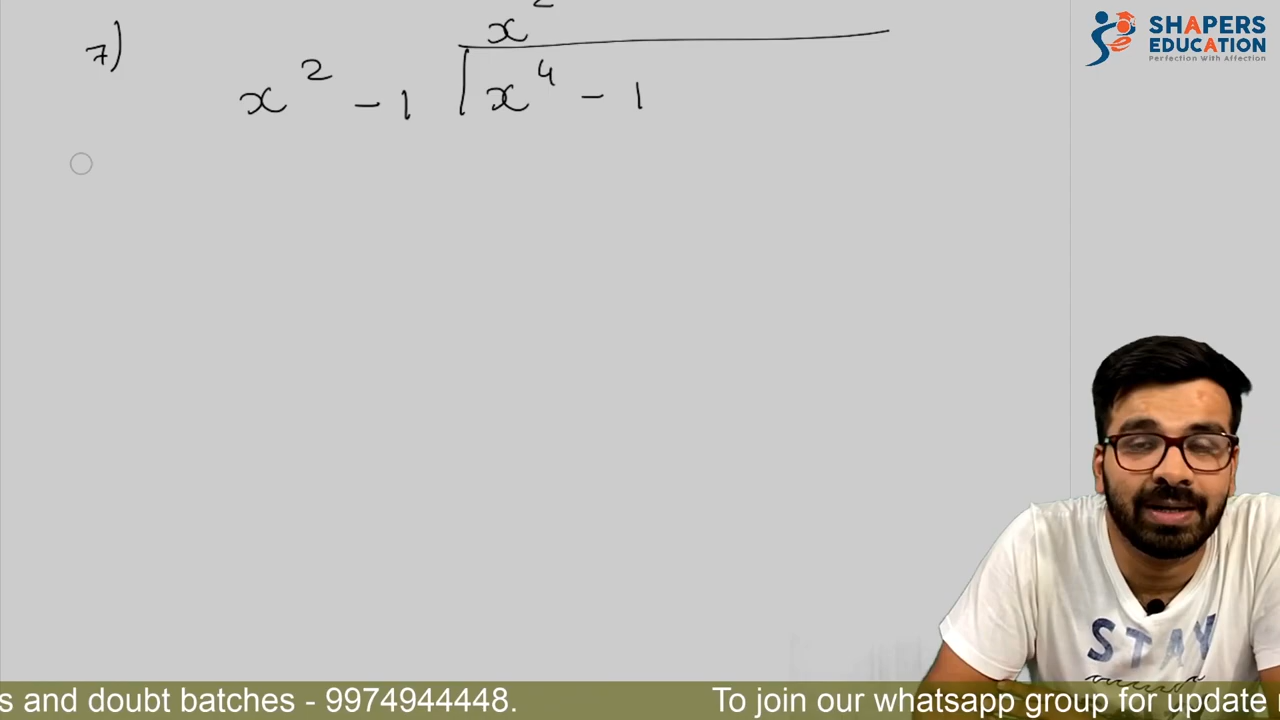 x²
7)
x² - 1 x⁴ - 1
SHAPERS
EDUCATION
Perfection With Affection
STAY
s and doubt batches - 9974944448.
To join our whatsapp group for update